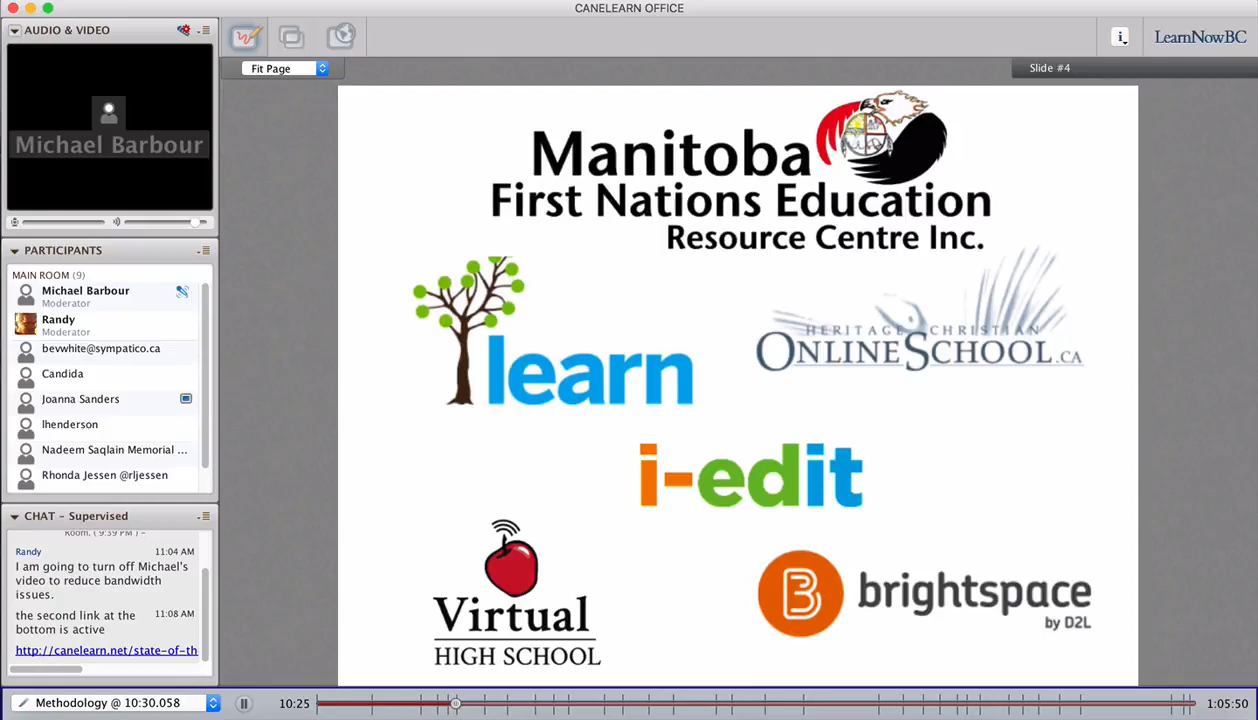 CANELEARN OFFICE
AUDIO & VIDEO
i
LearnNowBC
Fit Page
Slide #4
Michael Barbour
PARTICIPANTS
MAIN ROOM (9)
Michael Barbour
Moderator
Randy
Moderator
bevwhite@sympatico.ca
Candida
Joanna Sanders
lhenderson
Nadeem Saqlain Memorial ...
Rhonda Jessen @rljessen
CHAT – Supervised
Room. ( 9:39 PM ) –
Randy 11:04 AM
I am going to turn off Michael's
video to reduce bandwidth
issues.
the second link at the 11:08 AM
bottom is active
http://canelearn.net/state-of-th
Manitoba
First Nations Education
Resource Centre Inc.
learn
HERITAGE CHRISTIAN
ONLINESCHOOL.CA
i-edit
Virtual
HIGH SCHOOL
B brightspace
by D2L
Methodology @ 10:30.058
10:25
1:05:50